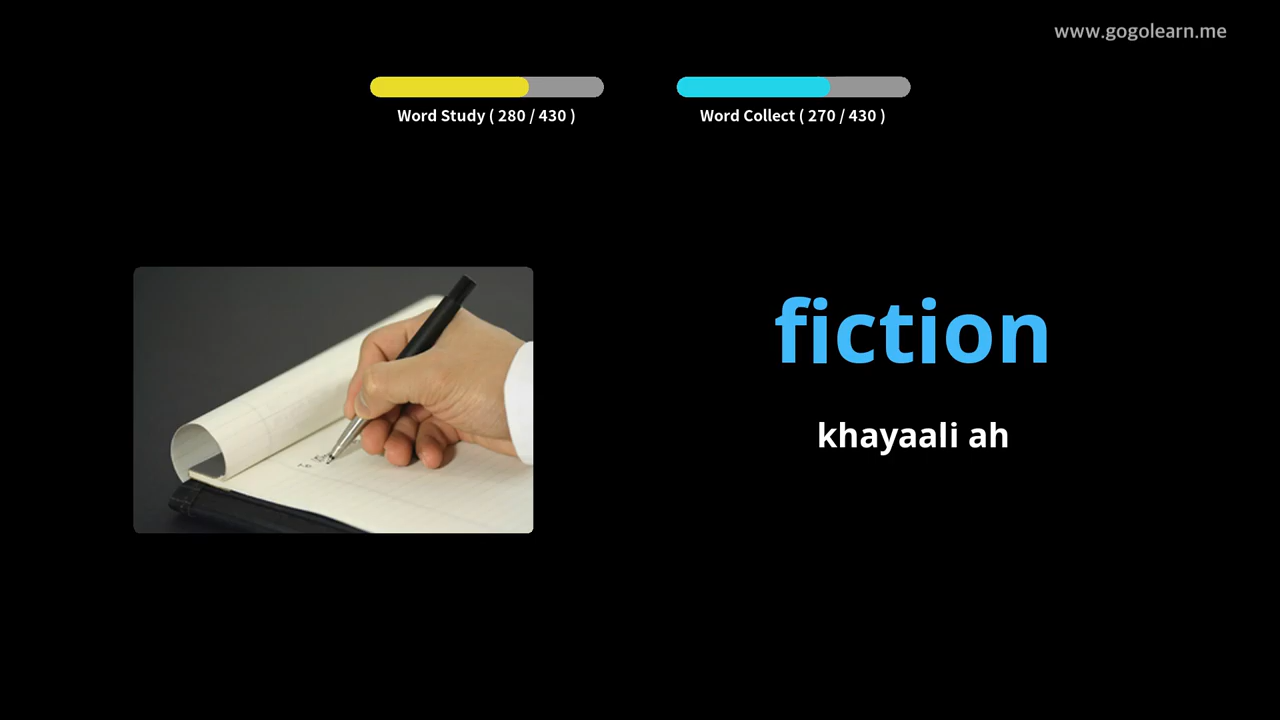 www.gogolearn.me
Word Study ( 280 / 430 )
Word Collect ( 270 / 430 )
fiction
khayaali ah